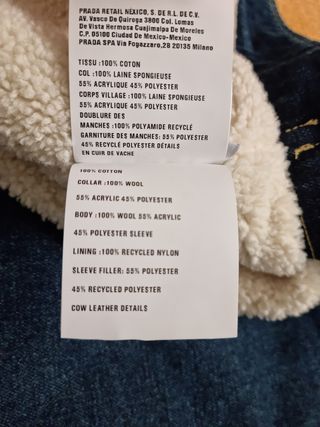 PRADA RETAIL MÉXICO, S. DE R.L. DE C.V.
AV. Vasco De Quiroga 3800 Col. Lomas
De Vista Hermosa Cuajimalpa De Morelos
C.P. 05100 Ciudad De Mexico-Mexico
PRADA SPA Via Fogazzaro,28 20135 Milano
TISSU :100% COTON
COL :100% LAINE SPONGIEUSE
55% ACRYLIQUE 45% POLYESTER
CORPS VILLAGE :100% LAINE SPONGIEUSE
55% ACRYLIQUE 45% POLYESTER
DOUBLURE DES
MANCHES :100% POLYAMIDE RECYCLÉ
GARNITURE DES MANCHES: 55% POLYESTER
45% RECYCLÉ POLYESTER DÉTAILS
EN CUIR DE VACHE
100% COTTON
COLLAR :100% WOOL
55% ACRYLIC 45% POLYESTER
BODY :100% WOOL 55% ACRYLIC
45% POLYESTER SLEEVE
LINING :100% RECYCLED NYLON
SLEEVE FILLER: 55% POLYESTER
45% RECYCLED POLYESTER
COW LEATHER DETAILS